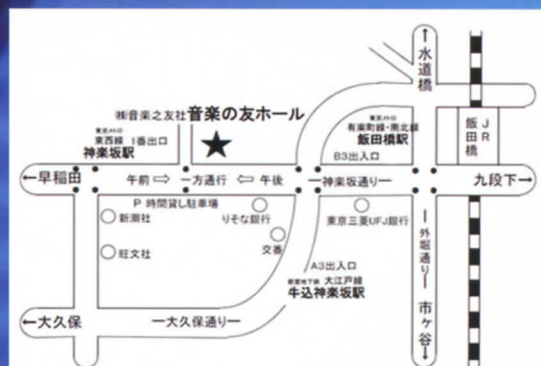 ↑水道橋
㈱音楽之友社 音楽の友ホール
東京メトロ
東西線 1番出口
神楽坂駅
東京メトロ
有楽町線・南北線
飯田橋駅
B3出入口
JR
飯田橋
←早稲田
午前⇨ 一方通行 ⇦午後
―神楽坂通り―
九段下→
P 時間貸し駐車場
新潮社
りそな銀行
東京三菱UFJ銀行
交番
旺文社
―外堀通り―
A3出入口
都営地下鉄 大江戸線
牛込神楽坂駅
←大久保
―大久保通り―
市ヶ谷↓